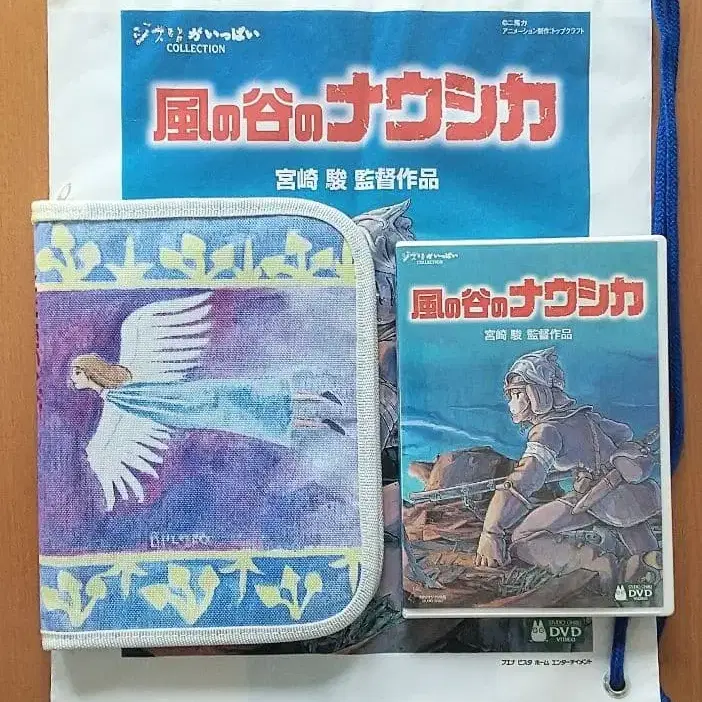 ジブリがいっぱい
COLLECTION
©二馬力
アニメーション制作:トップクラフト
風の谷のナウシカ
宮崎 駿 監督作品
ジブリがいっぱい
COLLECTION
風の谷のナウシカ
宮崎 駿 監督作品
STUDIO GHIBLI
DVD
VIDEO
DVD
VIDEO
ブエナ ビスタ ホーム エンターテイメント